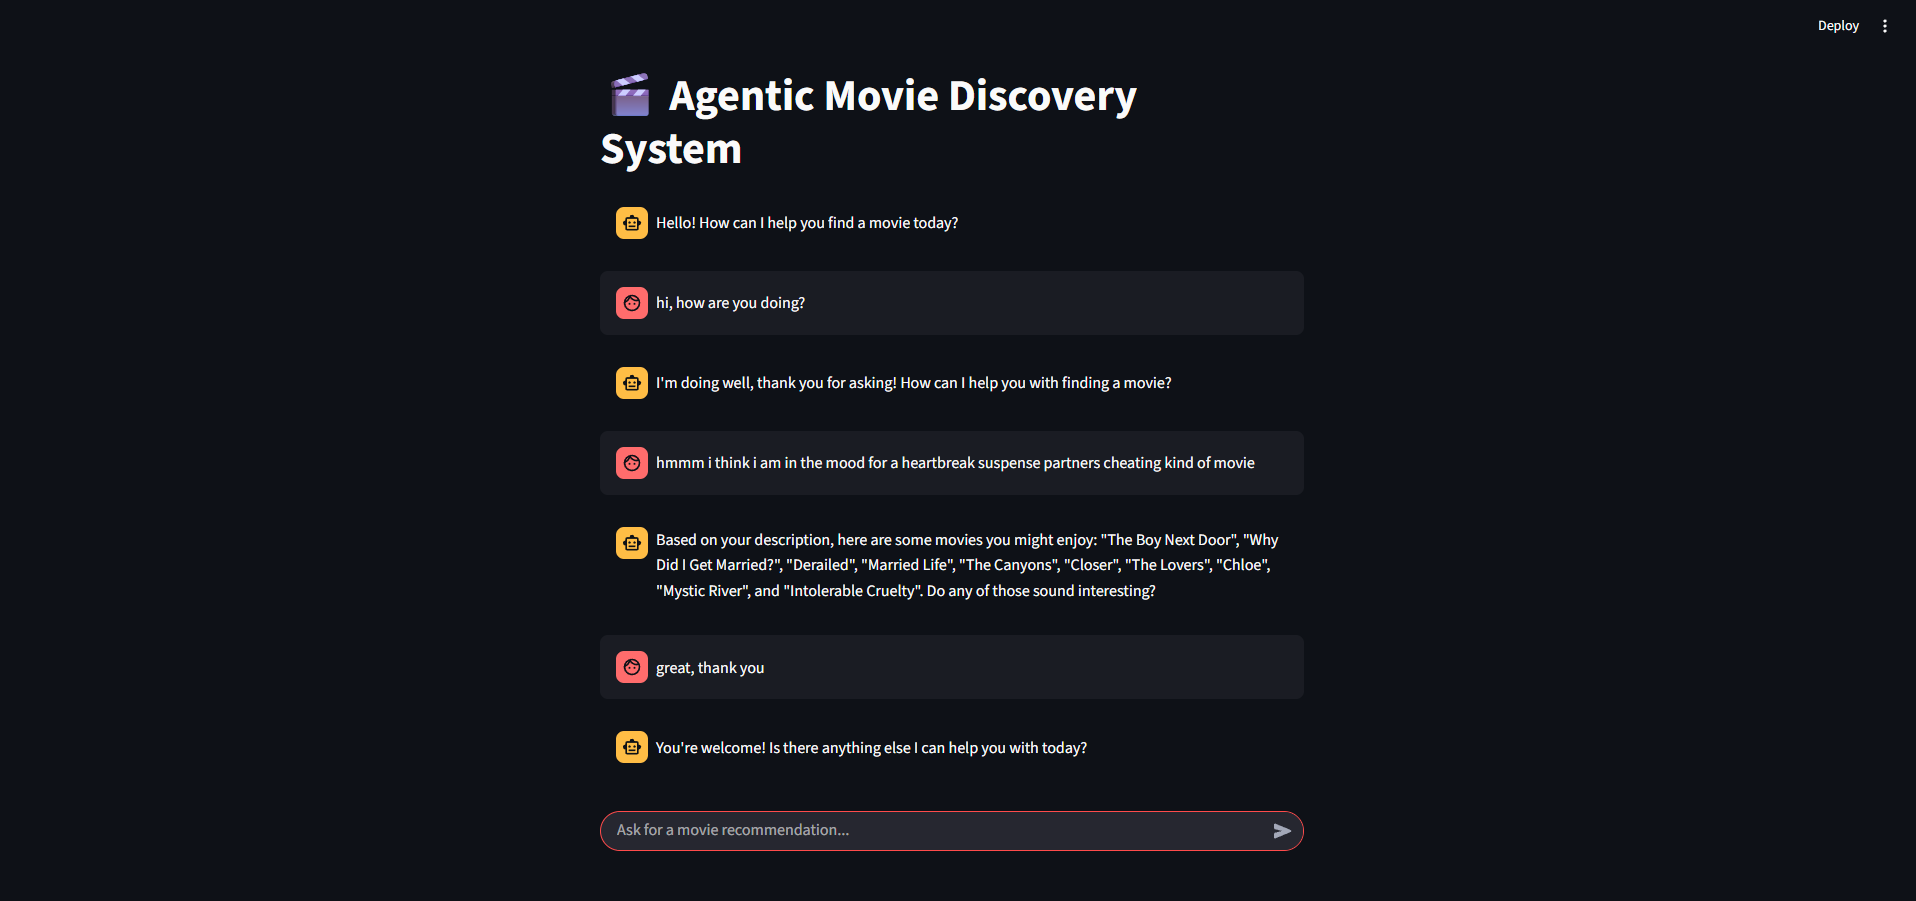 Deploy
Agentic Movie Discovery
System
Hello! How can I help you find a movie today?
hi, how are you doing?
I'm doing well, thank you for asking! How can I help you with finding a movie?
hmmm i think i am in the mood for a heartbreak suspense partners cheating kind of movie
Based on your description, here are some movies you might enjoy: "The Boy Next Door", "Why
Did I Get Married?", "Derailed", "Married Life", "The Canyons", "Closer", "The Lovers", "Chloe",
"Mystic River", and "Intolerable Cruelty". Do any of those sound interesting?
great, thank you
You're welcome! Is there anything else I can help you with today?
Ask for a movie recommendation...